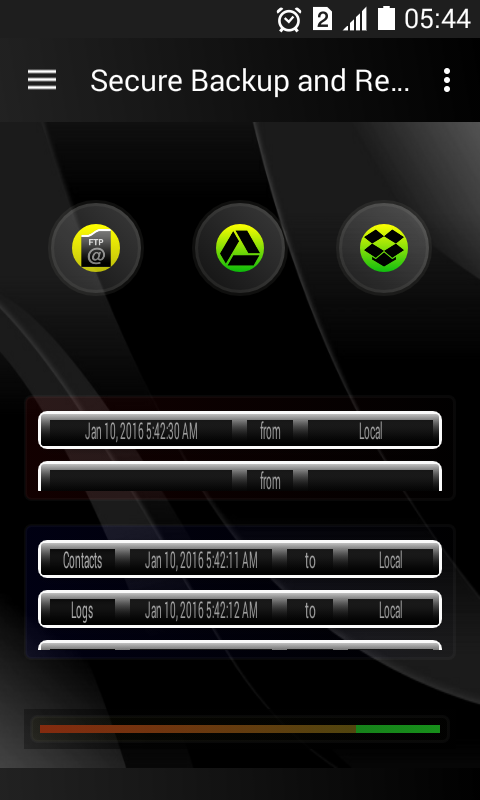 2 05:44
Secure Backup and Re...
FTP
@
Jan 10, 2016 5:42:30 AM from Local
from
Contacts Jan 10, 2016 5:42:11 AM to Local
Logs Jan 10, 2016 5:42:12 AM to Local